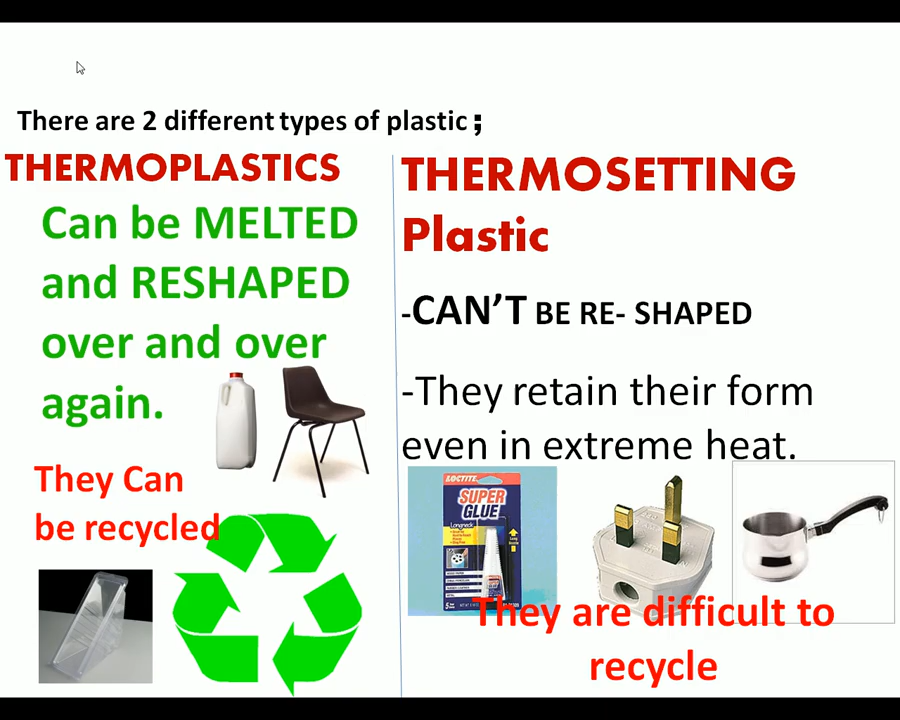 There are 2 different types of plastic ;
THERMOPLASTICS
Can be MELTED
and RESHAPED
over and over
again.
They Can
be recycled
THERMOSETTING
Plastic
-CAN'T BE RE- SHAPED
-They retain their form
even in extreme heat.
LOCTITE
SUPER
GLUE
Longneck
They are difficult to
recycle